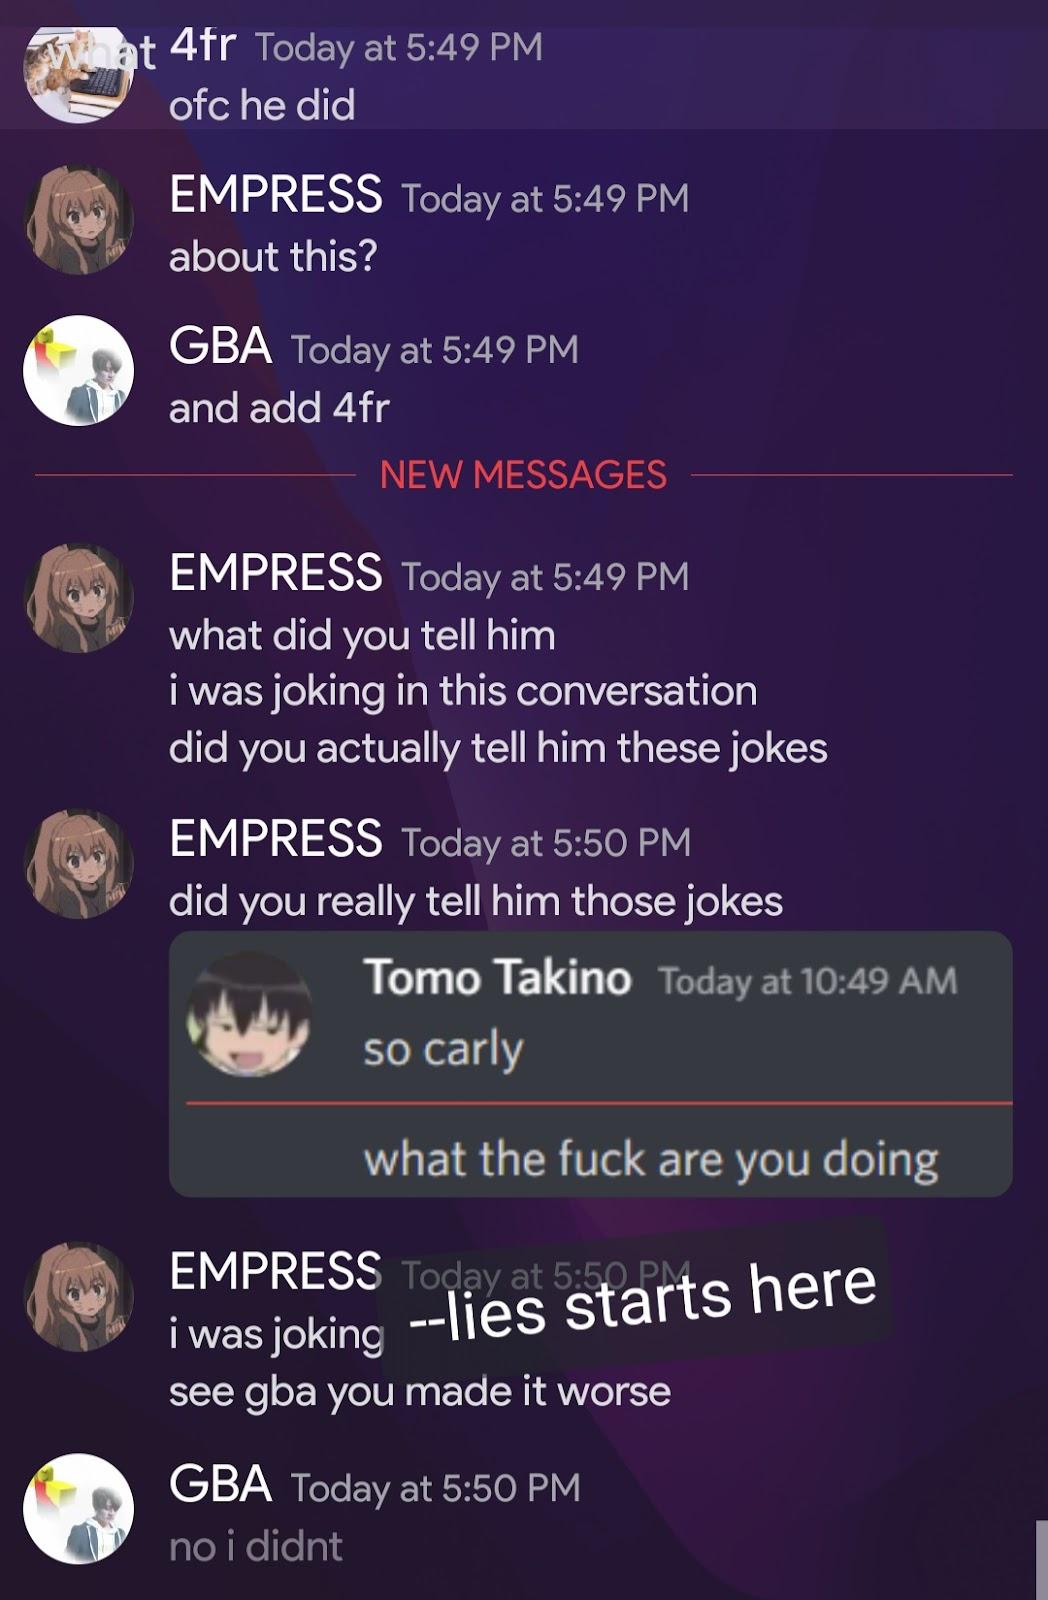 what
4fr Today at 5:49 PM
ofc he did
EMPRESS Today at 5:49 PM
about this?
GBA Today at 5:49 PM
and add 4fr
NEW MESSAGES
EMPRESS Today at 5:49 PM
what did you tell him
i was joking in this conversation
did you actually tell him these jokes
EMPRESS Today at 5:50 PM
did you really tell him those jokes
Tomo Takino Today at 10:49 AM
so carly
what the fuck are you doing
EMPRESS Today at 5:50 PM
--lies starts here
i was joking
see gba you made it worse
GBA Today at 5:50 PM
no i didnt